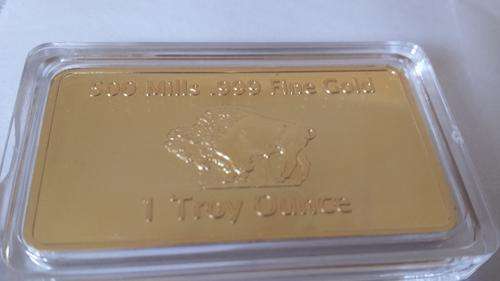 500 Mills .999 Fine Gold
1 Troy Ounce